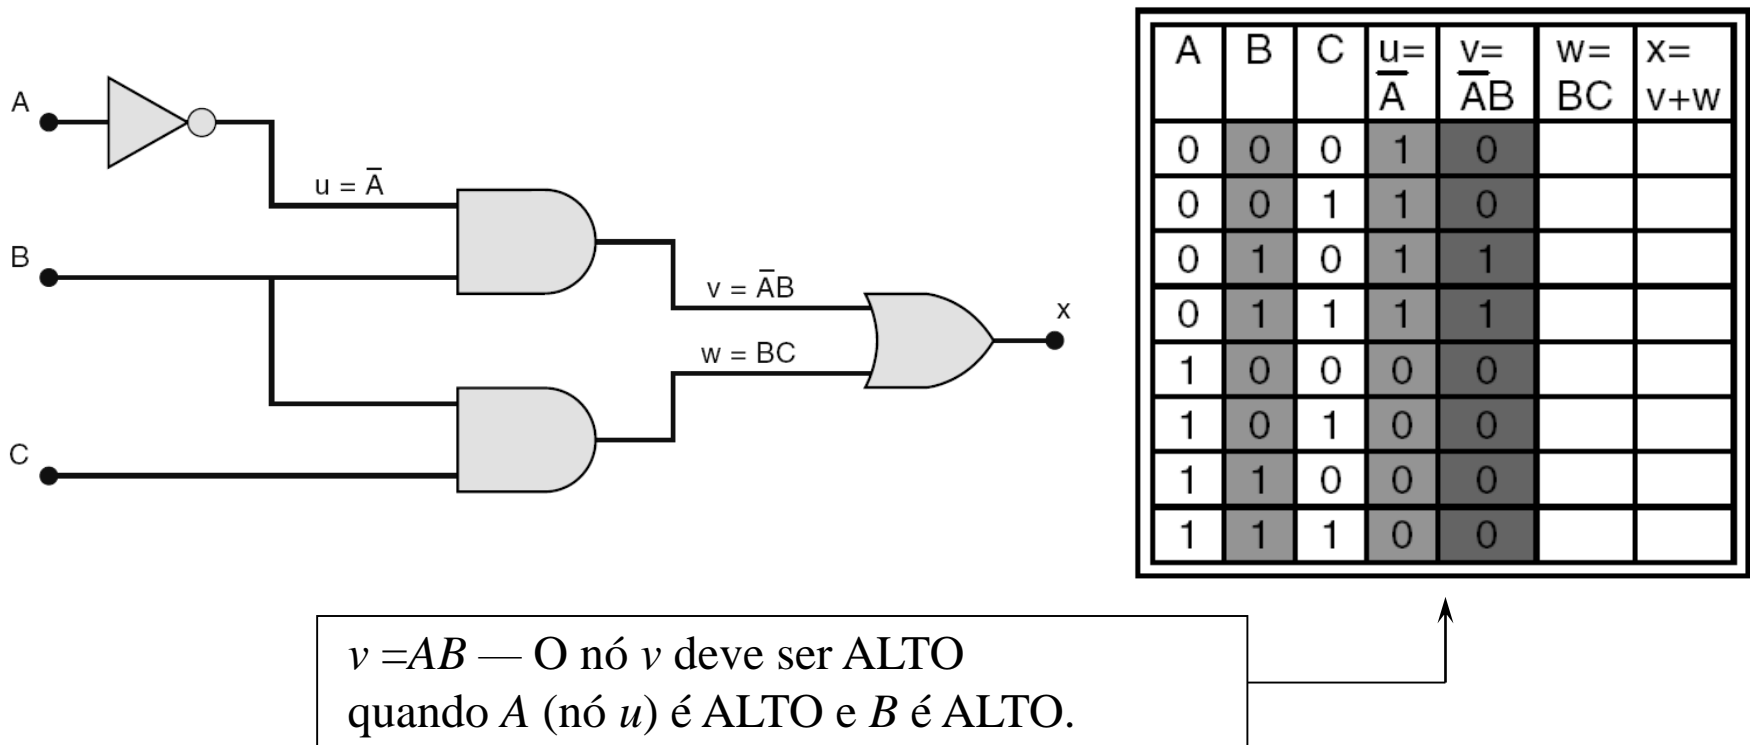 A
u = A̅
B
v = A̅B
x
w = BC
C
A B C u= v= w= x=
A̅ A̅B BC v+w
0 0 0 1 0
0 0 1 1 0
0 1 0 1 1
0 1 1 1 1
1 0 0 0 0
1 0 1 0 0
1 1 0 0 0
1 1 1 0 0
v =AB — O nó v deve ser ALTO
quando A (nó u) é ALTO e B é ALTO.